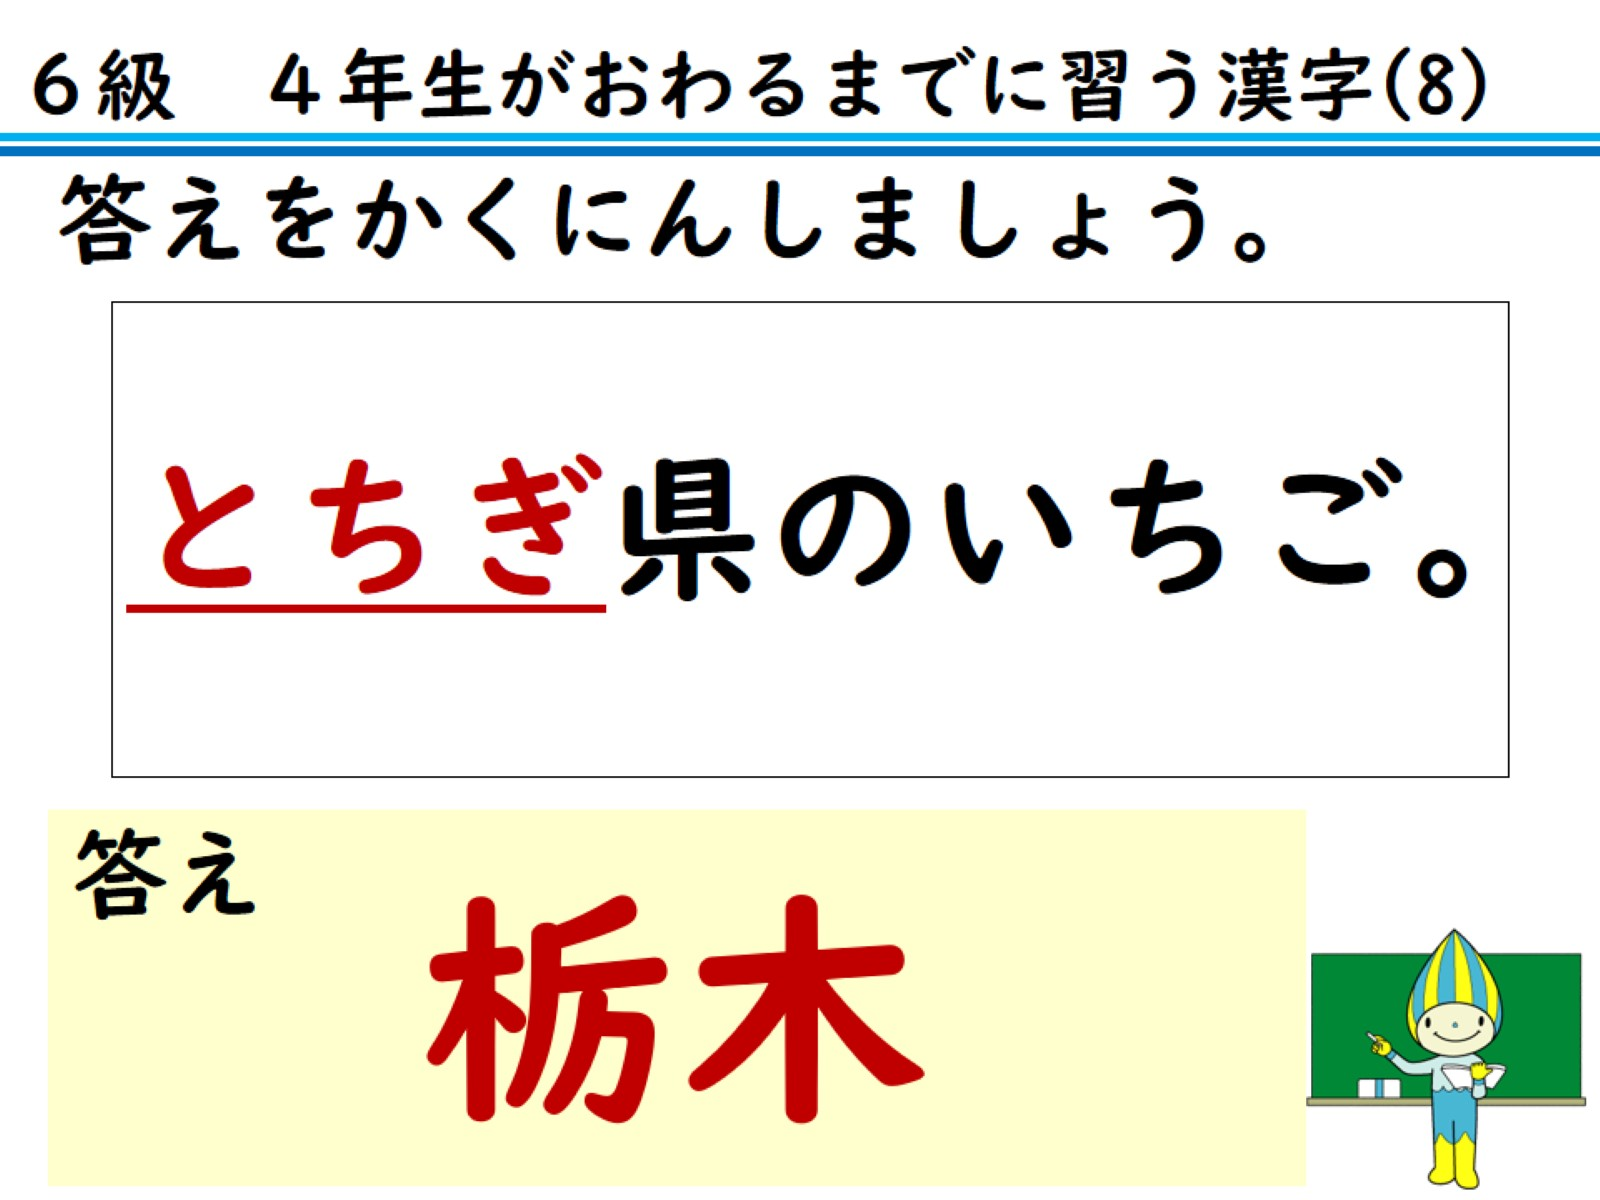 ６級　４年生がおわるまでに習う漢字(8)
答えをかくにんしましょう。
とちぎ県のいちご。
答え
栃木